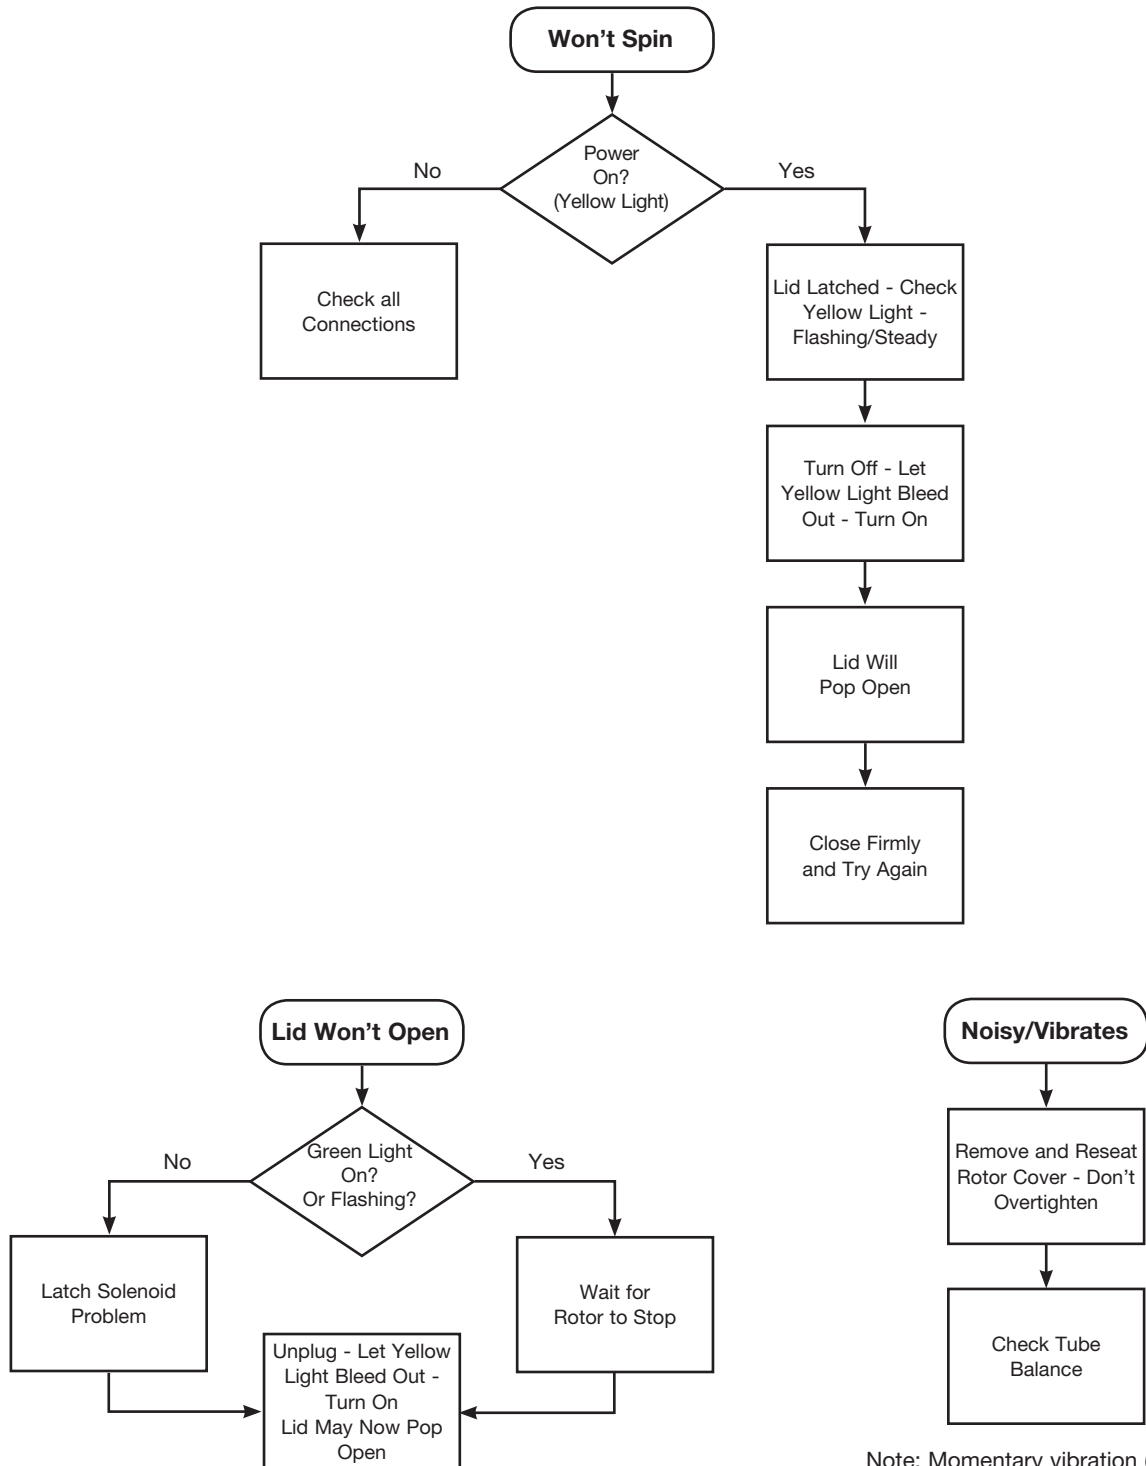 Won't Spin
Power
On?
(Yellow Light)
No
Yes
Check all
Connections
Lid Latched - Check
Yellow Light -
Flashing/Steady
Turn Off - Let
Yellow Light Bleed
Out - Turn On
Lid Will
Pop Open
Close Firmly
and Try Again
Lid Won't Open
Green Light
On?
Or Flashing?
No
Yes
Latch Solenoid
Problem
Wait for
Rotor to Stop
Unplug - Let Yellow
Light Bleed Out -
Turn On
Lid May Now Pop
Open
Noisy/Vibrates
Remove and Reseat
Rotor Cover - Don't
Overtighten
Check Tube
Balance
Note: Momentary vibration